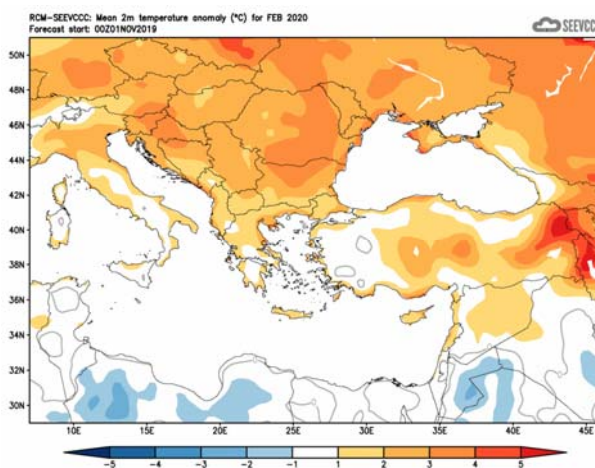 RCM-SEEVCCC: Mean 2m temperature anomaly (°C) for FEB 2020
Forecast start: 00Z01NOV2019
SEEVCC
50N
48N
46N
44N
42N
40N
38N
36N
34N
32N
30N
10E 15E 20E 25E 30E 35E 40E 45E
-5 -4 -3 -2 -1 1 2 3 4 5